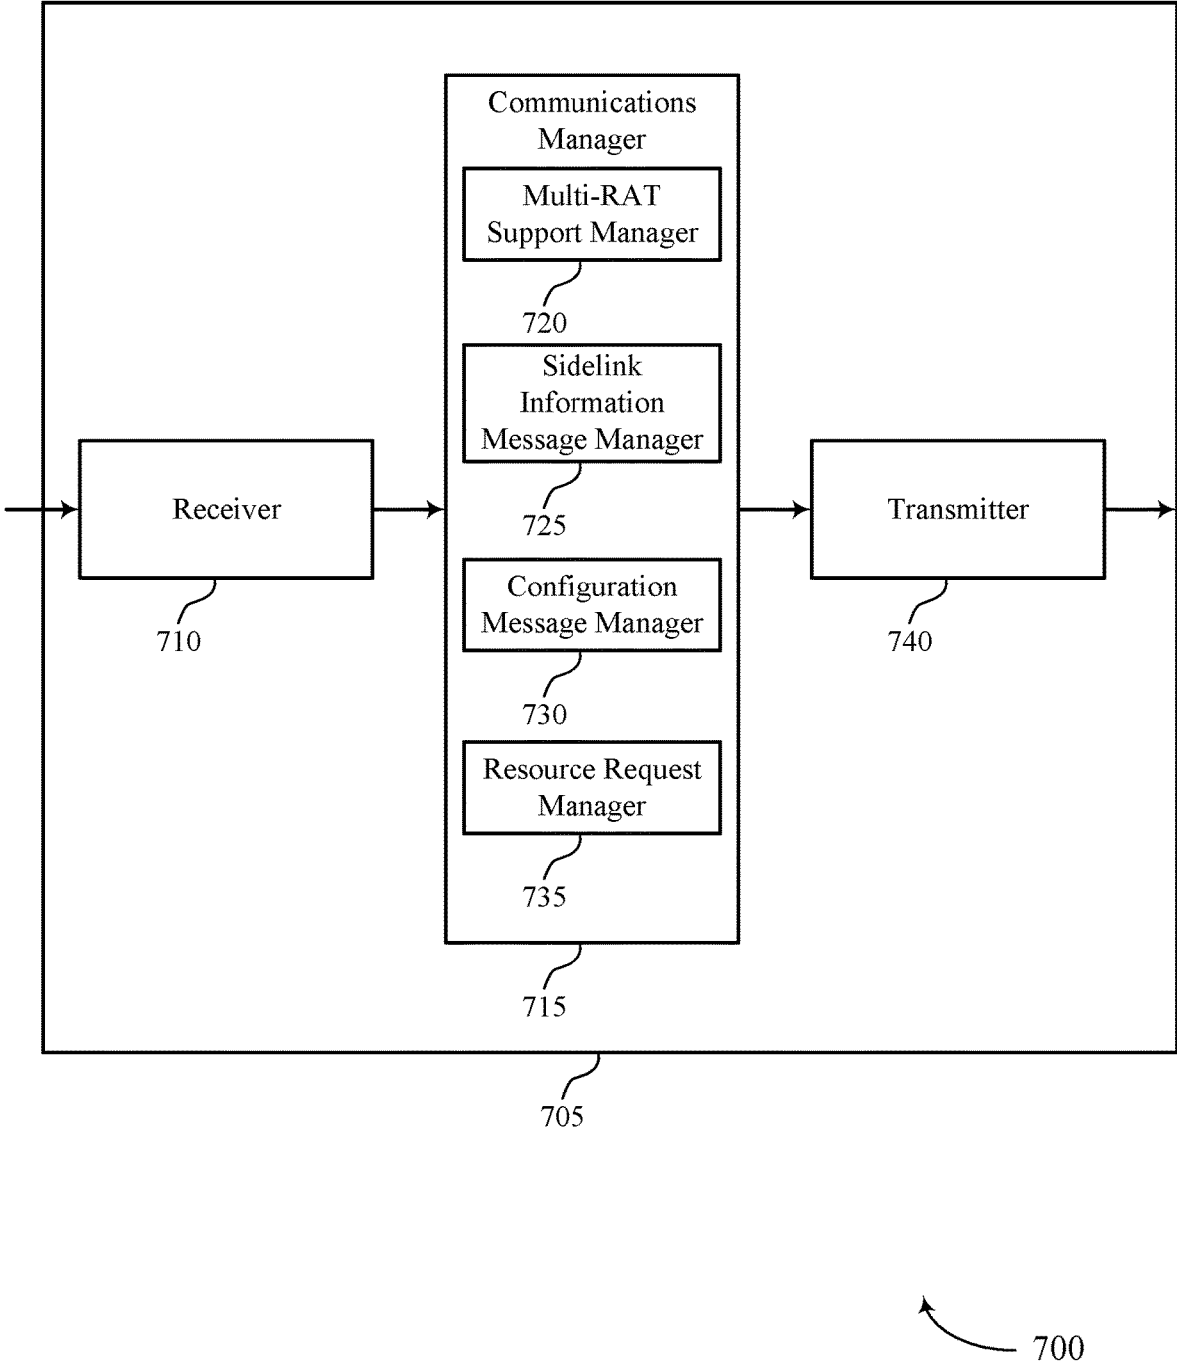 Communications
Manager
Multi-RAT
Support Manager
720
Sidelink
Information
Message Manager
725
Receiver
710
Transmitter
740
Configuration
Message Manager
730
Resource Request
Manager
735
715
705
700